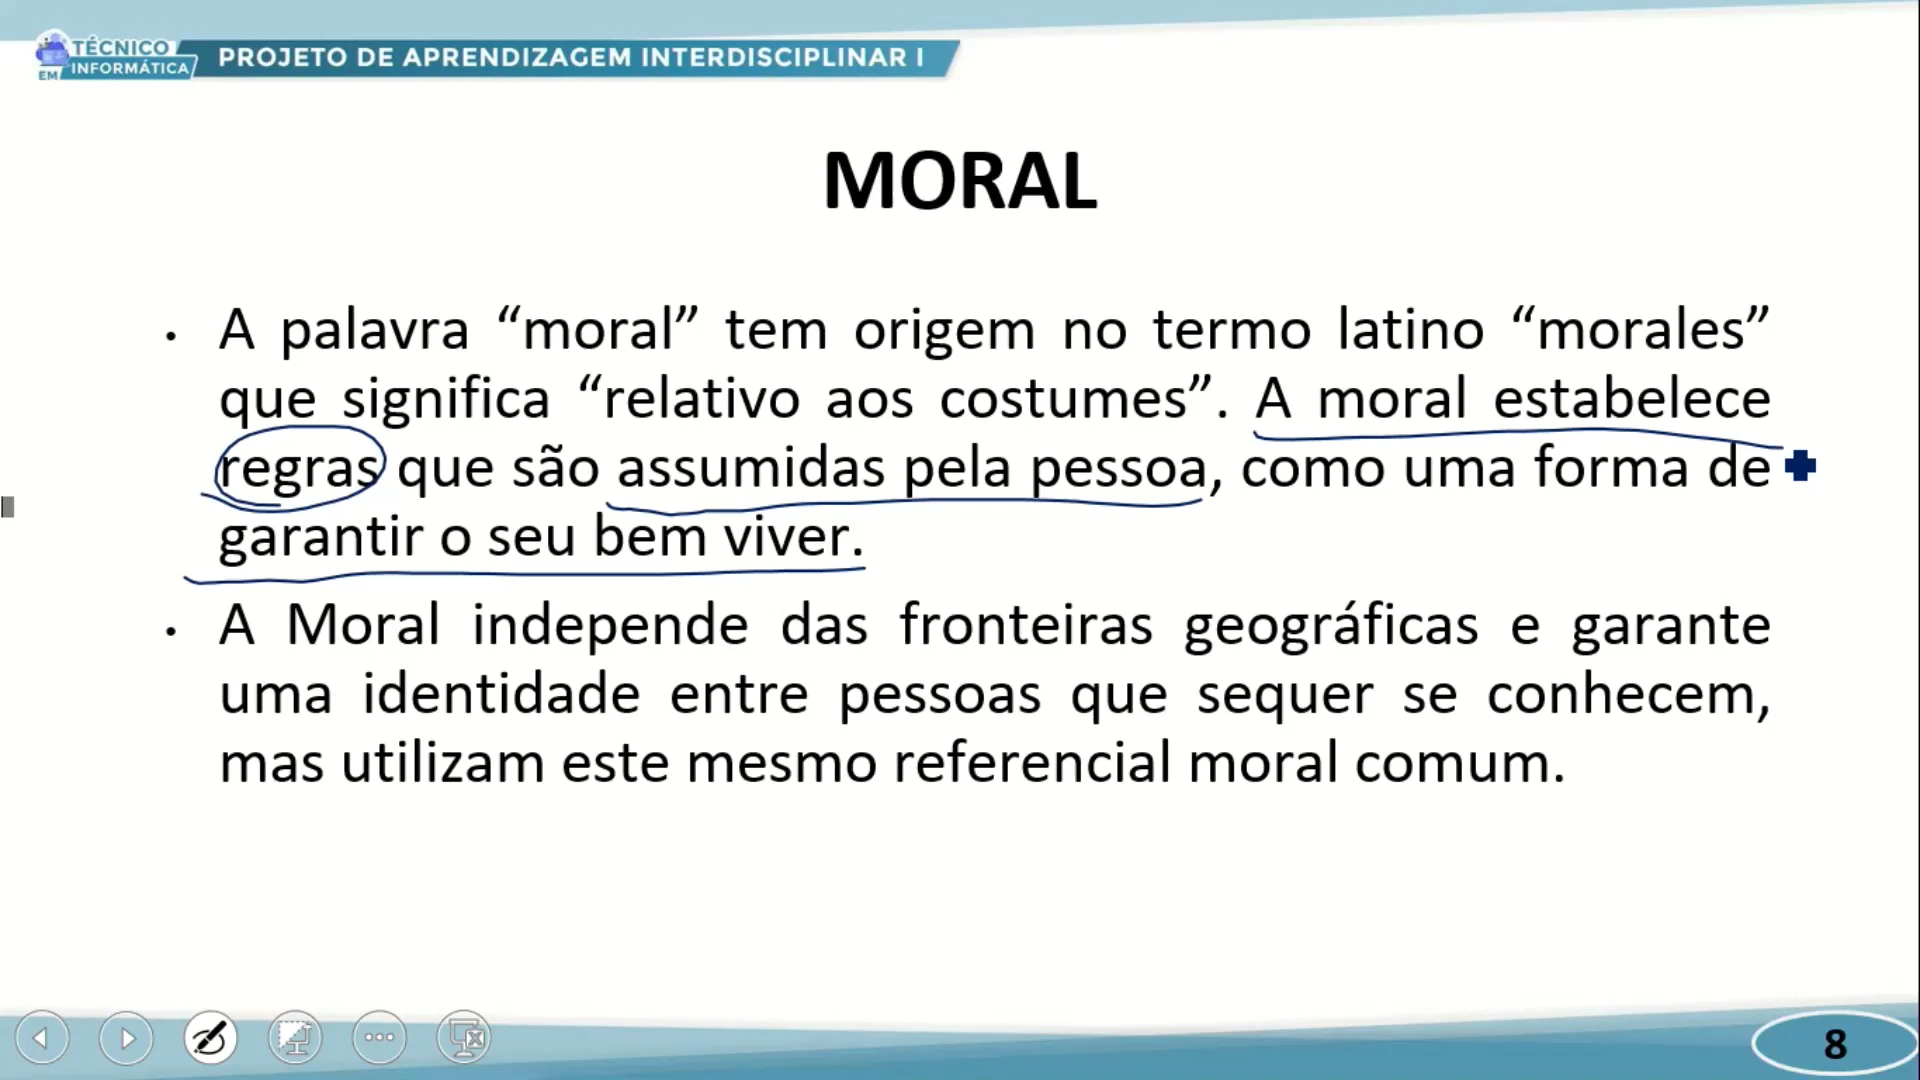 TÉCNICO
EM INFORMÁTICA
PROJETO DE APRENDIZAGEM INTERDISCIPLINAR I
MORAL
• A palavra “moral” tem origem no termo latino “morales”
que significa “relativo aos costumes”. A moral estabelece
regras que são assumidas pela pessoa, como uma forma de
garantir o seu bem viver.
• A Moral independe das fronteiras geográficas e garante
uma identidade entre pessoas que sequer se conhecem,
mas utilizam este mesmo referencial moral comum.
8